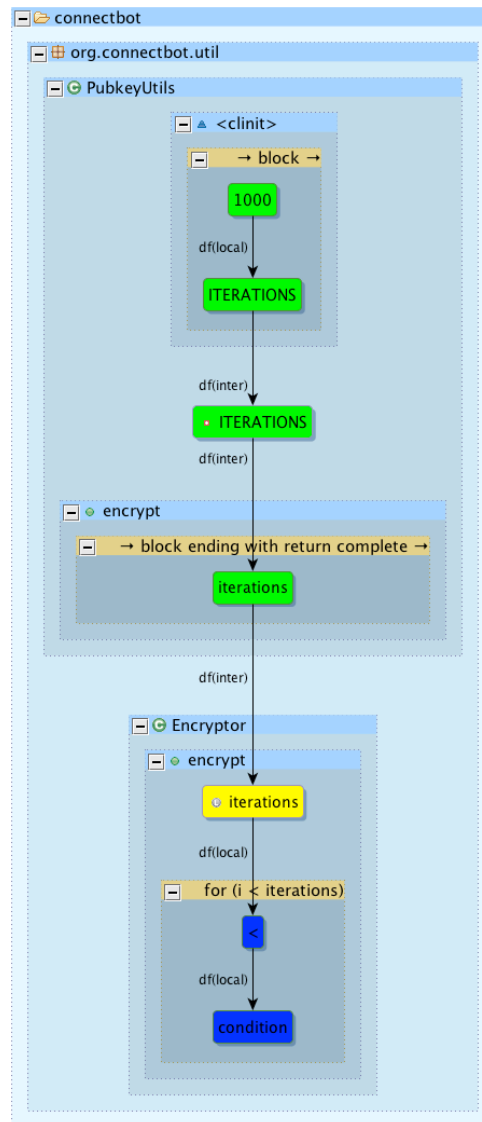 connectbot
org.connectbot.util
PubkeyUtils
<clinit>
→ block →
1000
df(local)
ITERATIONS
df(inter)
ITERATIONS
df(inter)
encrypt
→ block ending with return complete →
iterations
df(inter)
Encryptor
encrypt
iterations
df(local)
for (i < iterations)
<
df(local)
condition